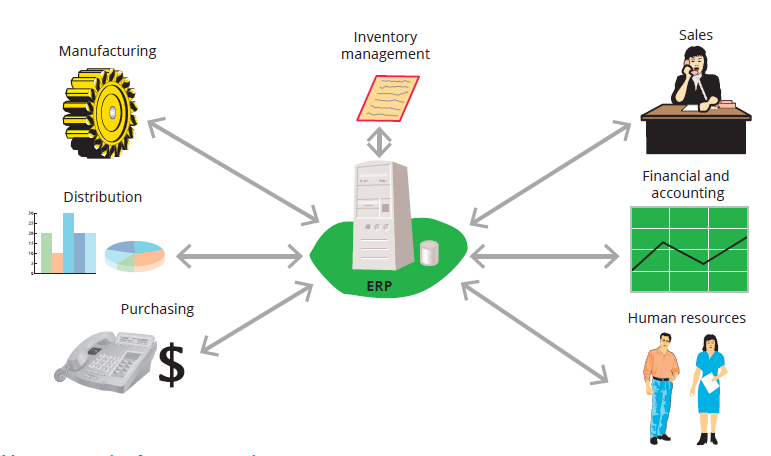 Inventory
management
Manufacturing
Sales
Distribution
Financial and
accounting
ERP
Purchasing
$
Human resources